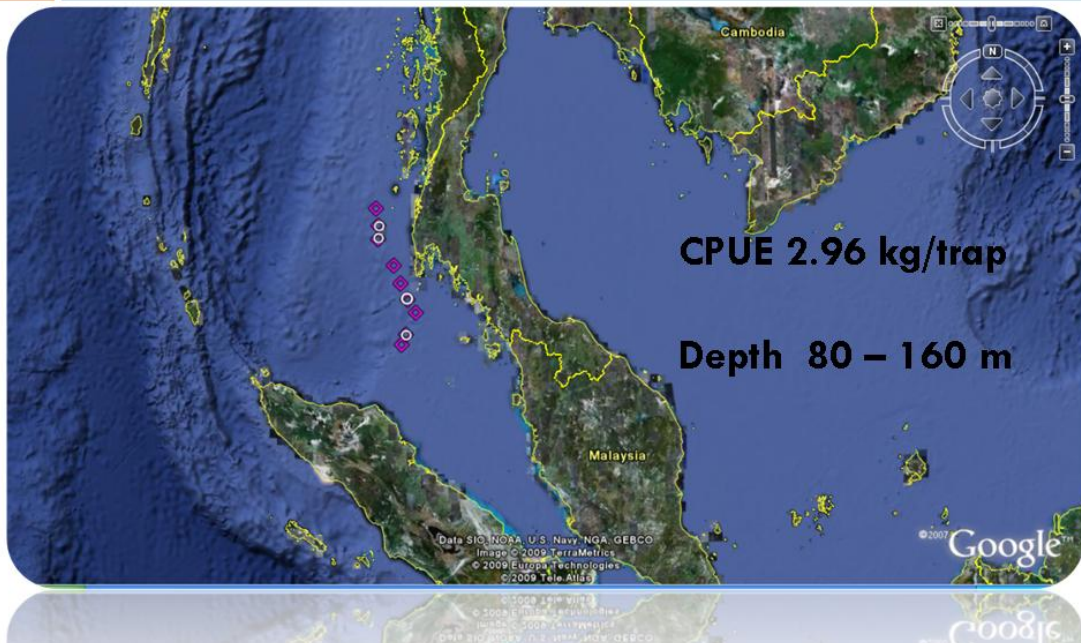 Cambodia
N
CPUE 2.96 kg/trap
Depth 80 – 160 m
Malaysia
Data SIO, NOAA, U.S. Navy, NGA, GEBCO
Image © 2009 TerraMetrics
© 2009 Europa Technologies
© 2009 Tele Atlas
©2007 Google™